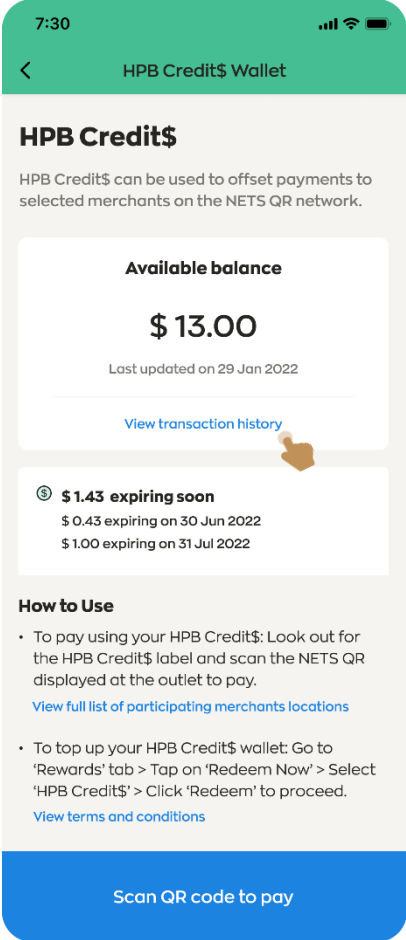 7:30
HPB Credit$ Wallet
HPB Credit$
HPB Credit$ can be used to offset payments to
selected merchants on the NETS QR network.
Available balance
$ 13.00
Last updated on 29 Jan 2022
View transaction history
$ 1.43 expiring soon
$ 0.43 expiring on 30 Jun 2022
$ 1.00 expiring on 31 Jul 2022
How to Use
• To pay using your HPB Credit$: Look out for
the HPB Credit$ label and scan the NETS QR
displayed at the outlet to pay.
View full list of participating merchants locations
• To top up your HPB Credit$ wallet: Go to
‘Rewards’ tab > Tap on ‘Redeem Now’ > Select
‘HPB Credit$’ > Click ‘Redeem’ to proceed.
View terms and conditions
Scan QR code to pay